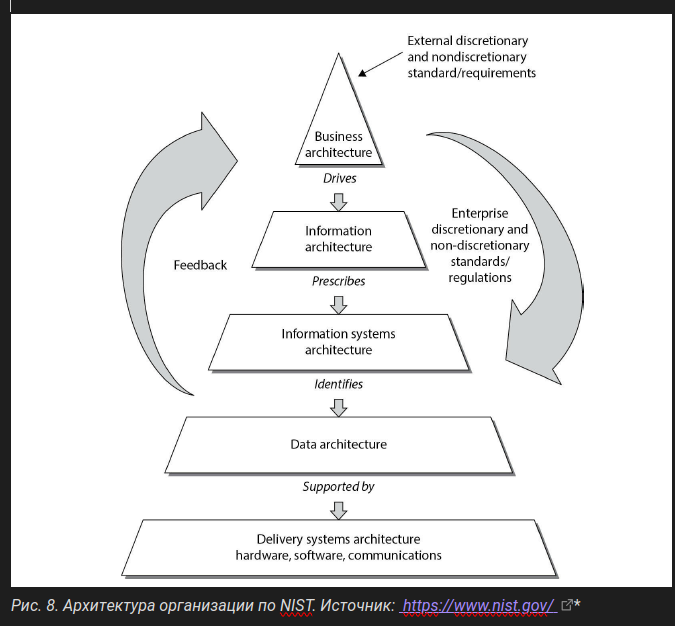 External discretionary
and nondiscretionary
standard/requirements
Business
architecture
Drives
Information
architecture
Enterprise
discretionary and
non-discretionary
standards/
regulations
Feedback
Prescribes
Information systems
architecture
Identifies
Data architecture
Supported by
Delivery systems architecture
hardware, software, communications
Рис. 8. Архитектура организации по NIST. Источник: https://www.nist.gov/ *